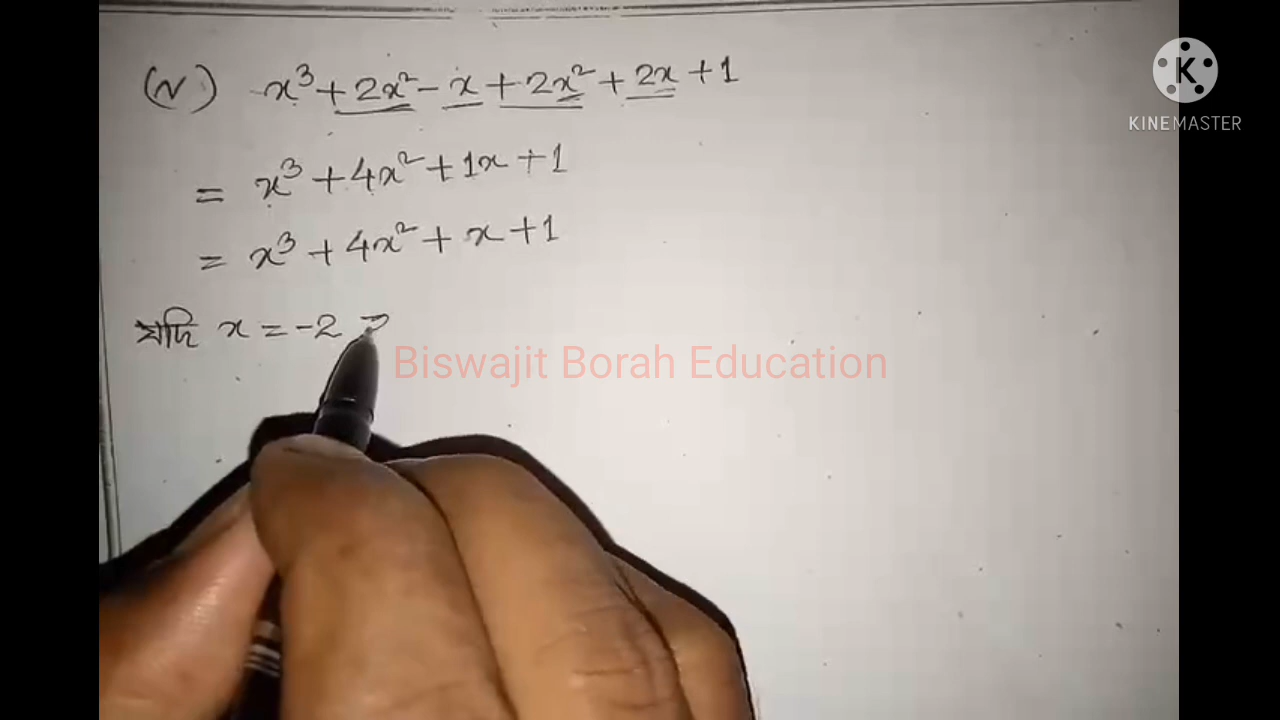 (v) x³ + 2x² - x + 2x² + 2x + 1
= x³ + 4x² + 1x + 1
= x³ + 4x² + x + 1
যদি x = -2
Biswajit Borah Education
K
KINEMASTER